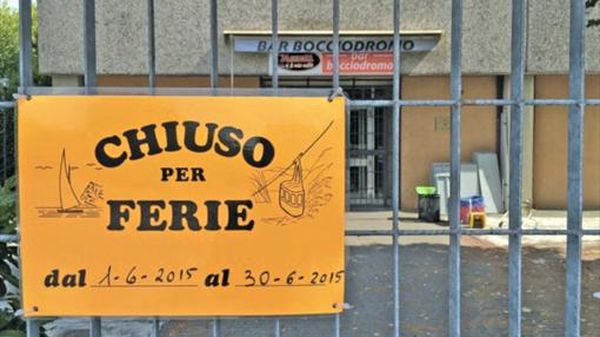 BAR BOCCIODROMO
bar
bocciodromo
CHIUSO
PER
FERIE
dal 1-6-2015 al 30-6-2015